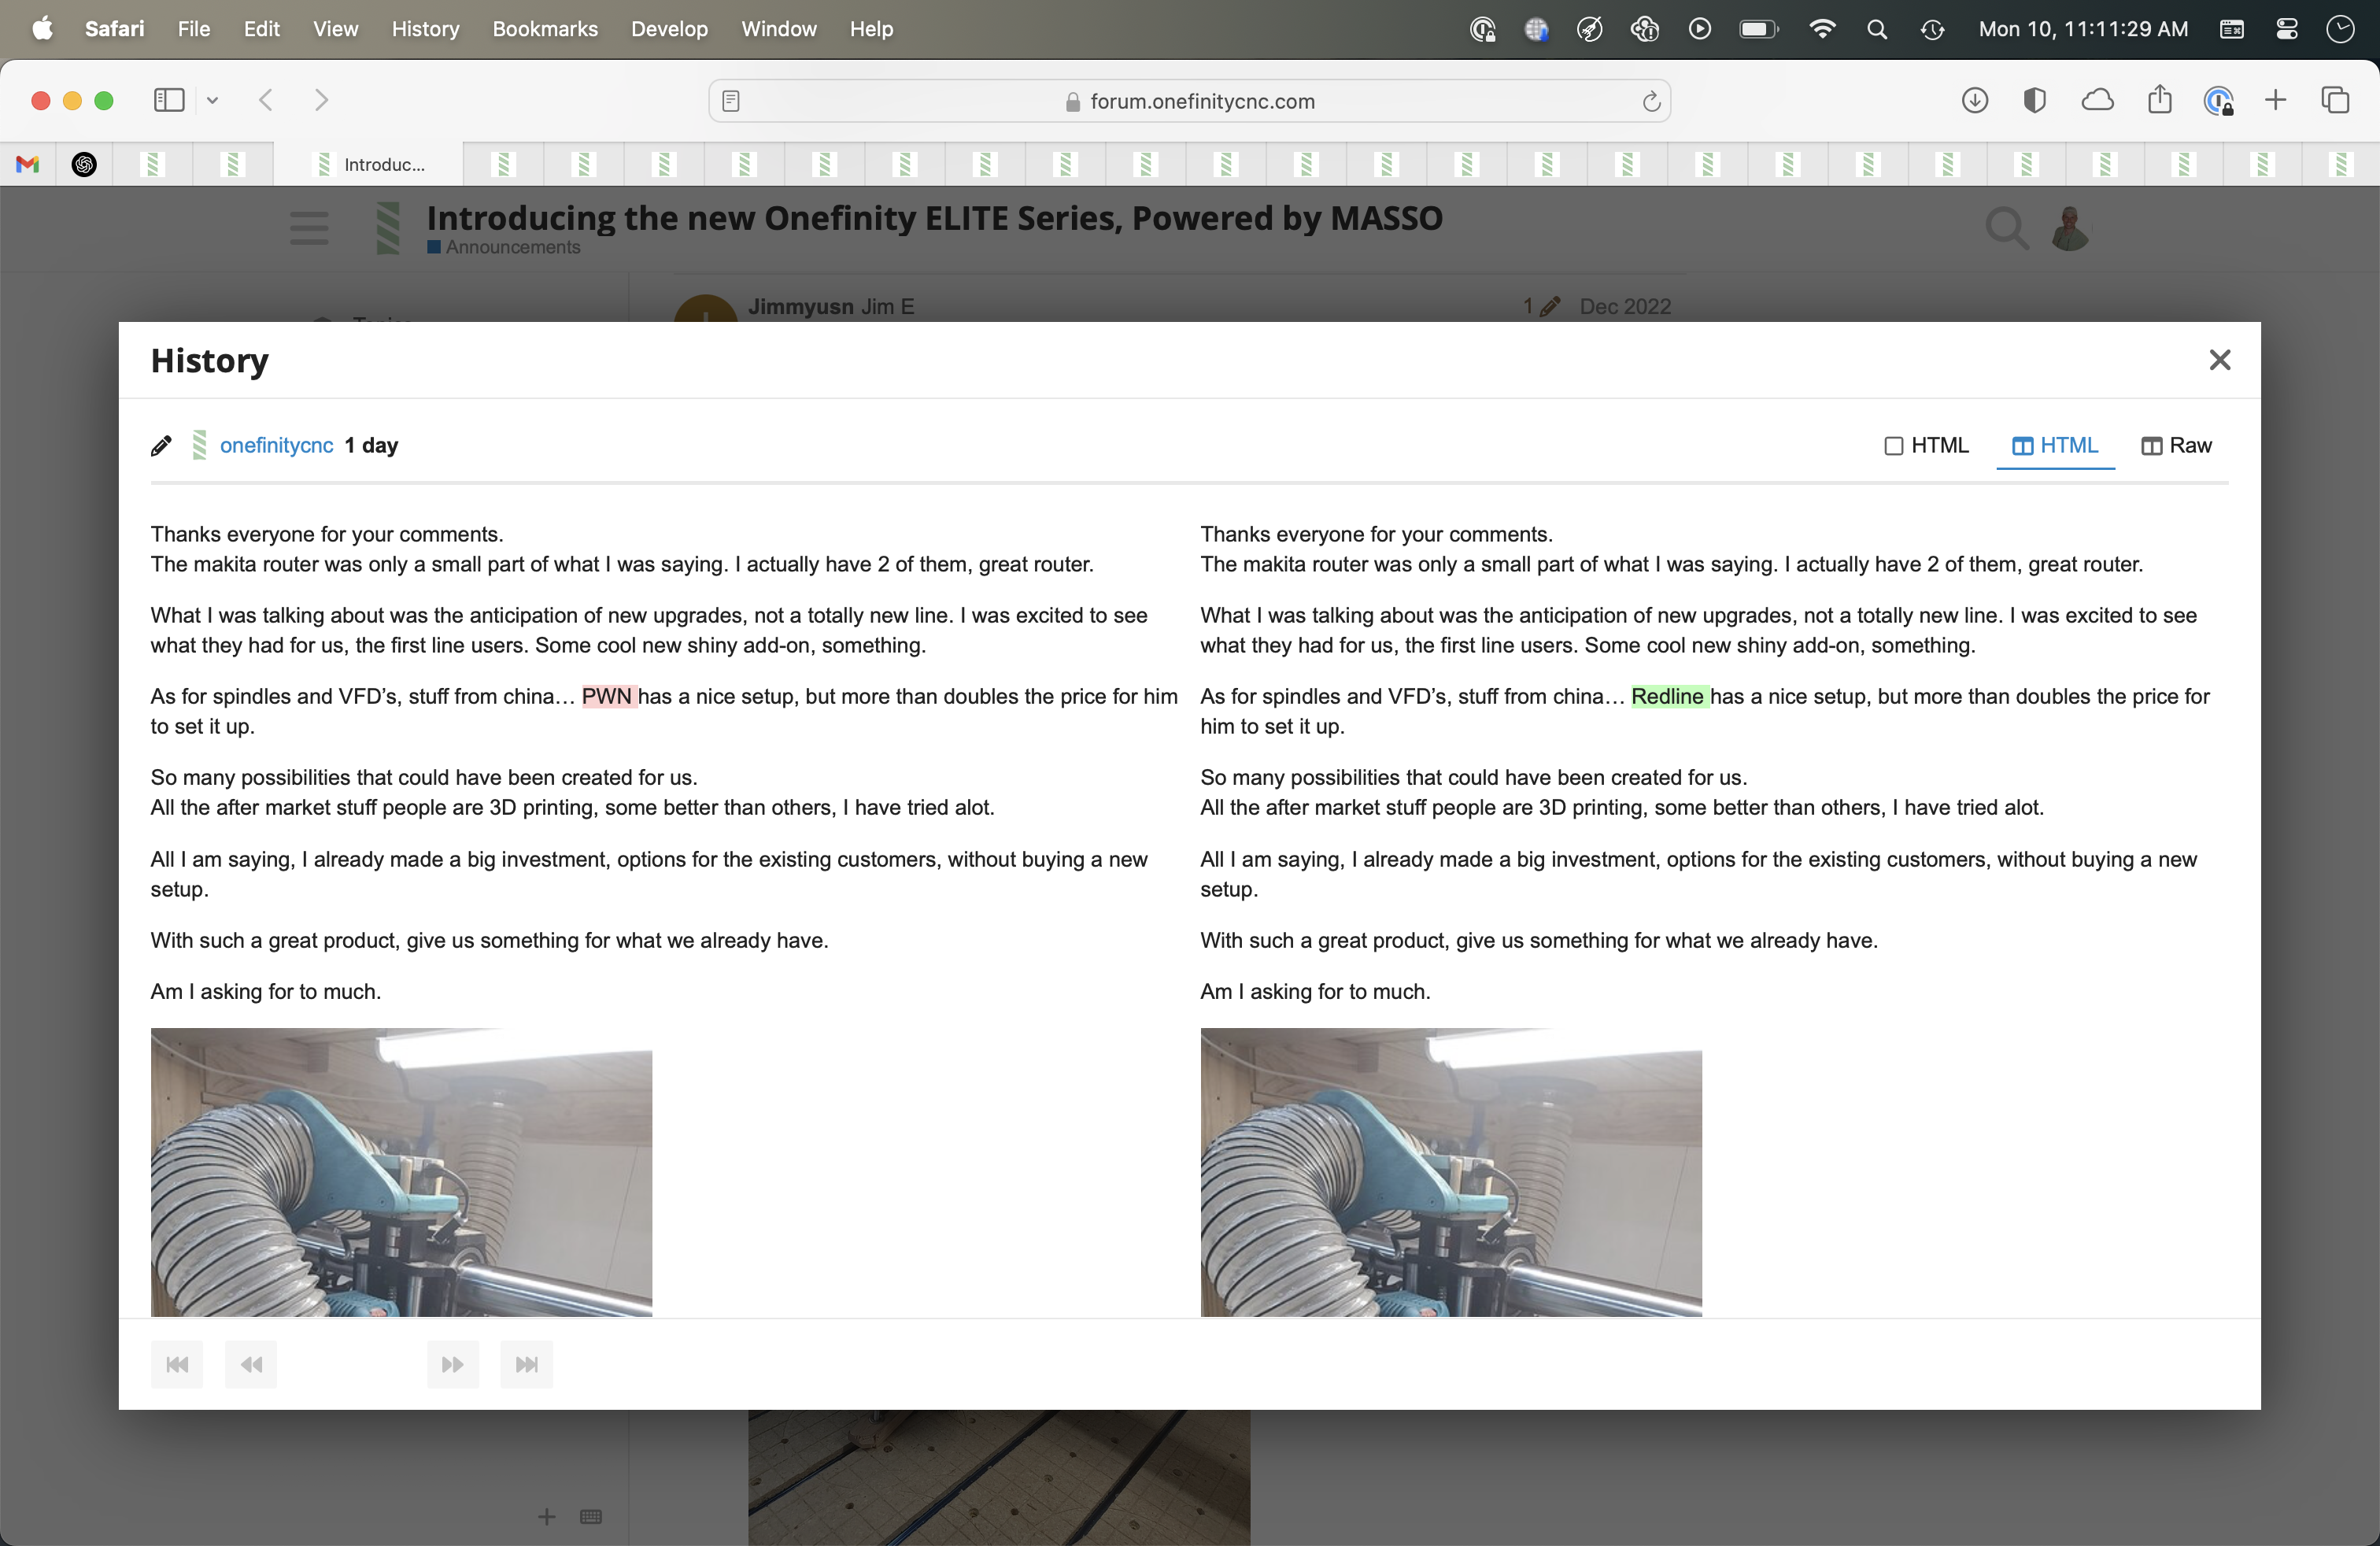 Safari File Edit View History Bookmarks Develop Window Help Mon 10, 11:11:29 AM
forum.onefinitycnc.com
Introduc...
Introducing the new Onefinity ELITE Series, Powered by MASSO
Announcements
Jimmyusn Jim E 1 Dec 2022
History
onefinitycnc 1 day HTML HTML Raw
Thanks everyone for your comments.
The makita router was only a small part of what I was saying. I actually have 2 of them, great router.
What I was talking about was the anticipation of new upgrades, not a totally new line. I was excited to see
what they had for us, the first line users. Some cool new shiny add-on, something.
As for spindles and VFD’s, stuff from china… PWN has a nice setup, but more than doubles the price for him
to set it up.
So many possibilities that could have been created for us.
All the after market stuff people are 3D printing, some better than others, I have tried alot.
All I am saying, I already made a big investment, options for the existing customers, without buying a new
setup.
With such a great product, give us something for what we already have.
Am I asking for to much.
Thanks everyone for your comments.
The makita router was only a small part of what I was saying. I actually have 2 of them, great router.
What I was talking about was the anticipation of new upgrades, not a totally new line. I was excited to see
what they had for us, the first line users. Some cool new shiny add-on, something.
As for spindles and VFD’s, stuff from china… Redline has a nice setup, but more than doubles the price for
him to set it up.
So many possibilities that could have been created for us.
All the after market stuff people are 3D printing, some better than others, I have tried alot.
All I am saying, I already made a big investment, options for the existing customers, without buying a new
setup.
With such a great product, give us something for what we already have.
Am I asking for to much.